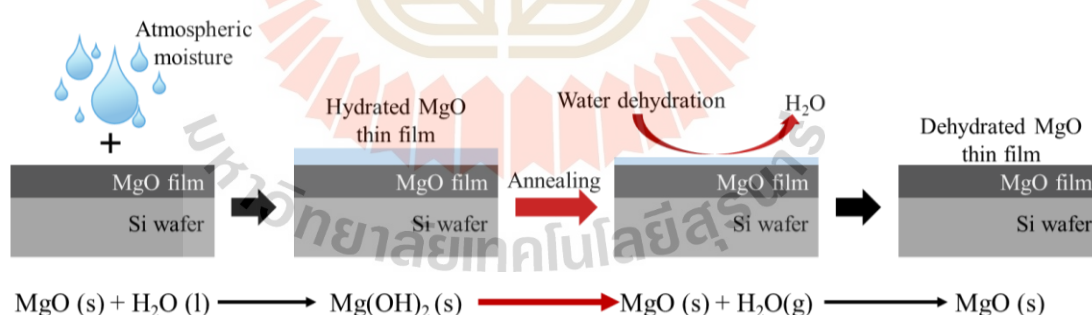 Atmospheric
moisture
+
Hydrated MgO
thin film
Water dehydration
H₂O
Dehydrated MgO
thin film
MgO film
Si wafer
MgO film
Si wafer
Annealing
MgO film
Si wafer
MgO film
Si wafer
มหาวิทยาลัยเทคโนโลยีสุรนารี
MgO (s) + H₂O (l)
Mg(OH)₂ (s)
MgO (s) + H₂O(g)
MgO (s)